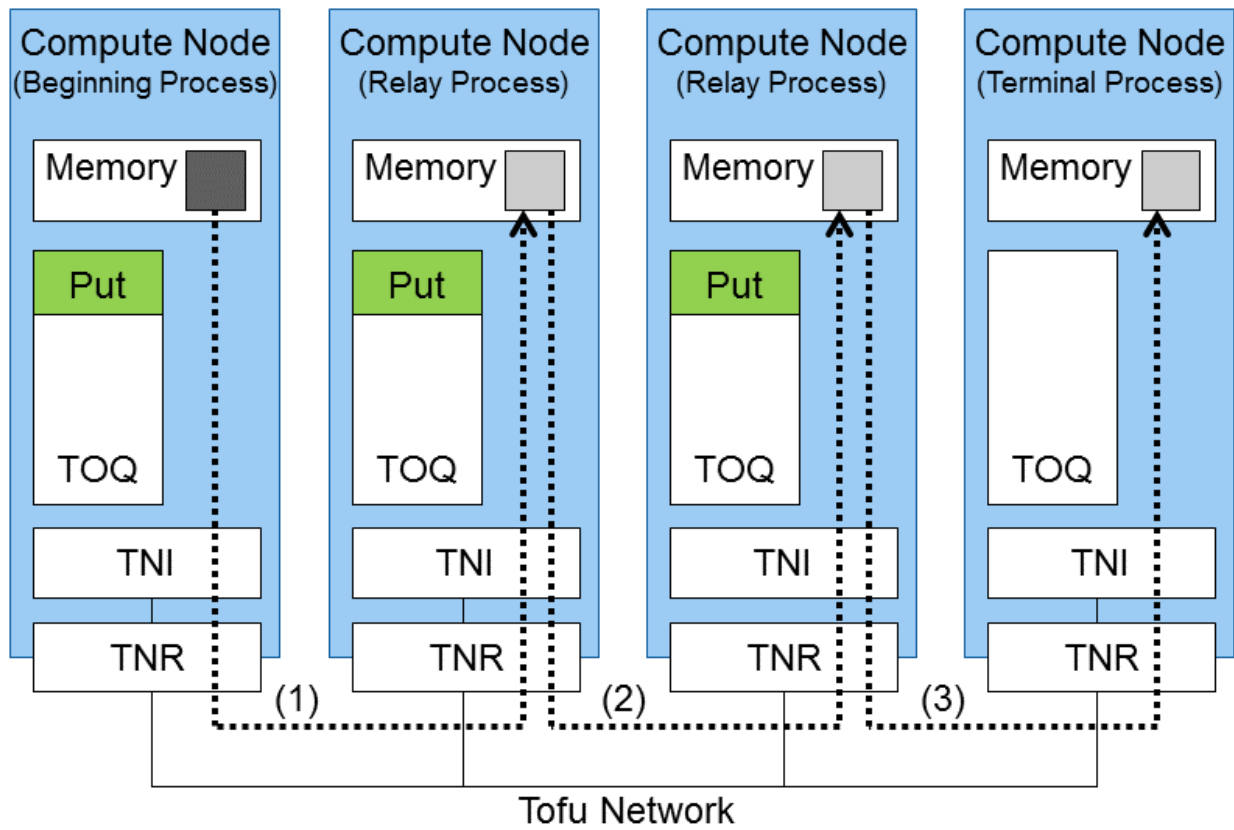 Compute Node
(Beginning Process)
Memory
Put
TOQ
TNI
TNR
Compute Node
(Relay Process)
Memory
Put
TOQ
TNI
TNR
Compute Node
(Relay Process)
Memory
Put
TOQ
TNI
TNR
Compute Node
(Terminal Process)
Memory
TOQ
TNI
TNR
(1)
(2)
(3)
Tofu Network